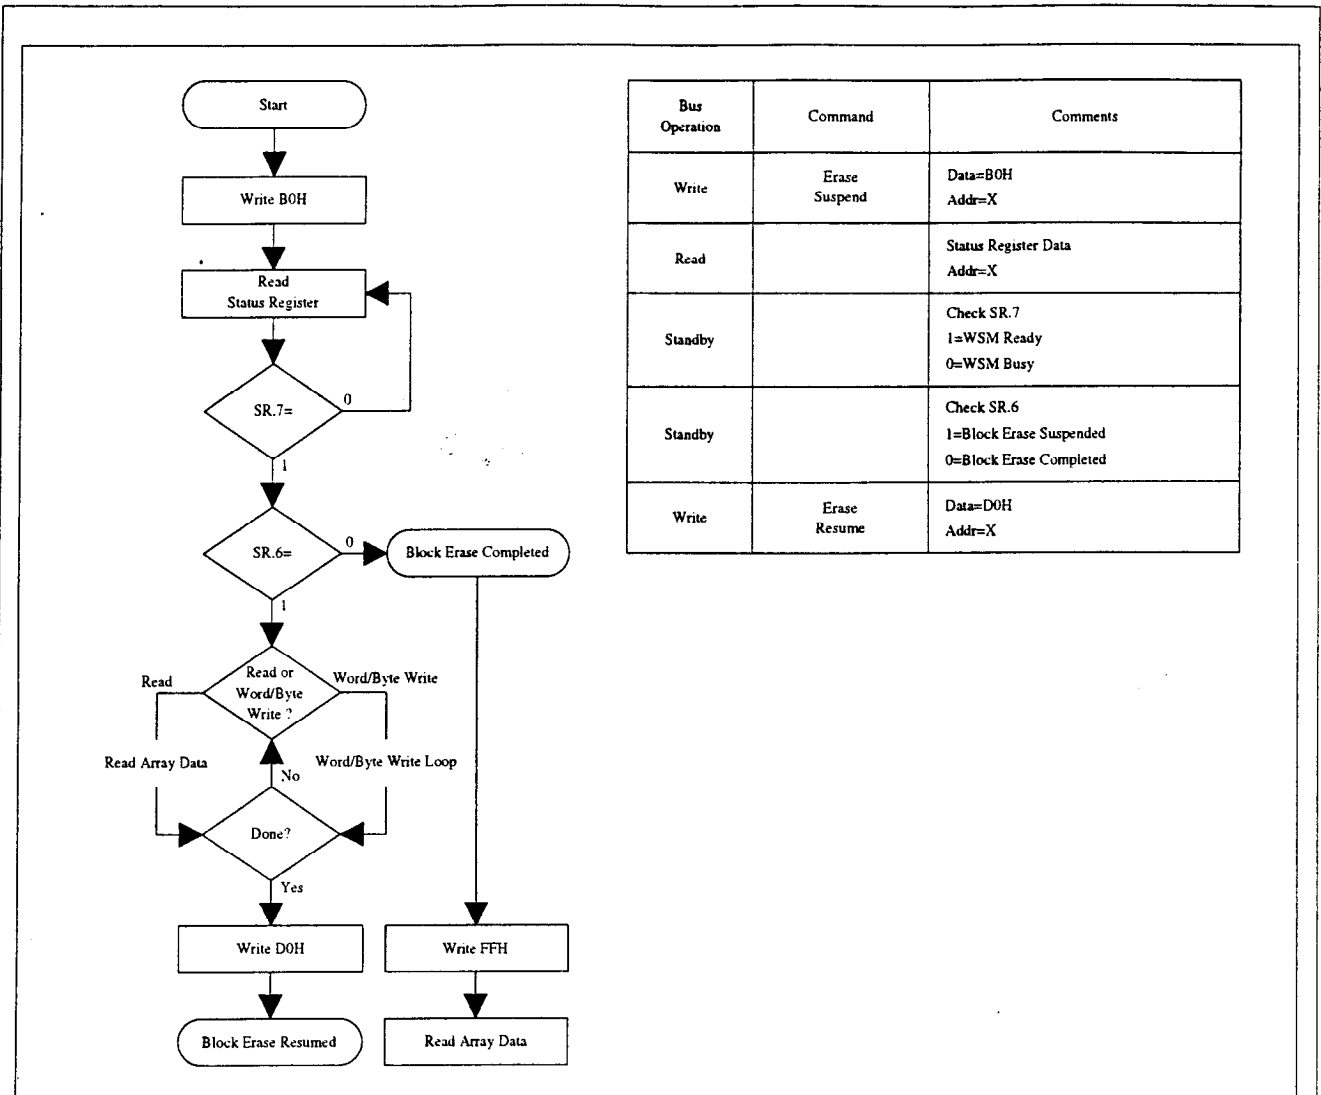 Start
Write B0H
Read
Status Register
SR.7=
0
1
SR.6=
0
Block Erase Completed
1
Read or
Word/Byte
Write ?
Read
Word/Byte Write
Read Array Data
Word/Byte Write Loop
No
Done?
Yes
Write D0H
Write FFH
Block Erase Resumed
Read Array Data
Bus
Operation
Command
Comments
Write
Erase
Suspend
Data=B0H
Addr=X
Read
Status Register Data
Addr=X
Standby
Check SR.7
1=WSM Ready
0=WSM Busy
Standby
Check SR.6
1=Block Erase Suspended
0=Block Erase Completed
Write
Erase
Resume
Data=D0H
Addr=X